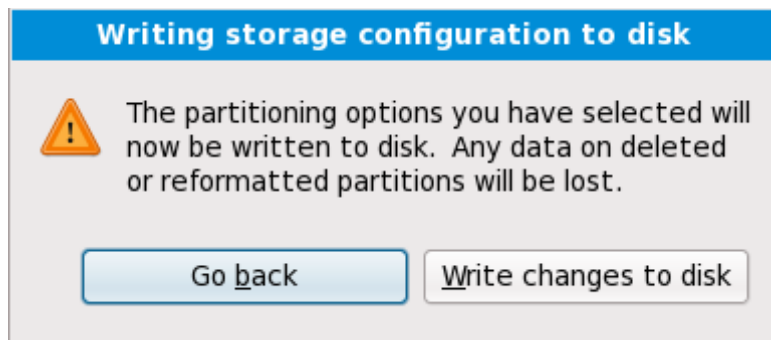 Writing storage configuration to disk
The partitioning options you have selected will
now be written to disk.  Any data on deleted
or reformatted partitions will be lost.
Go back
Write changes to disk